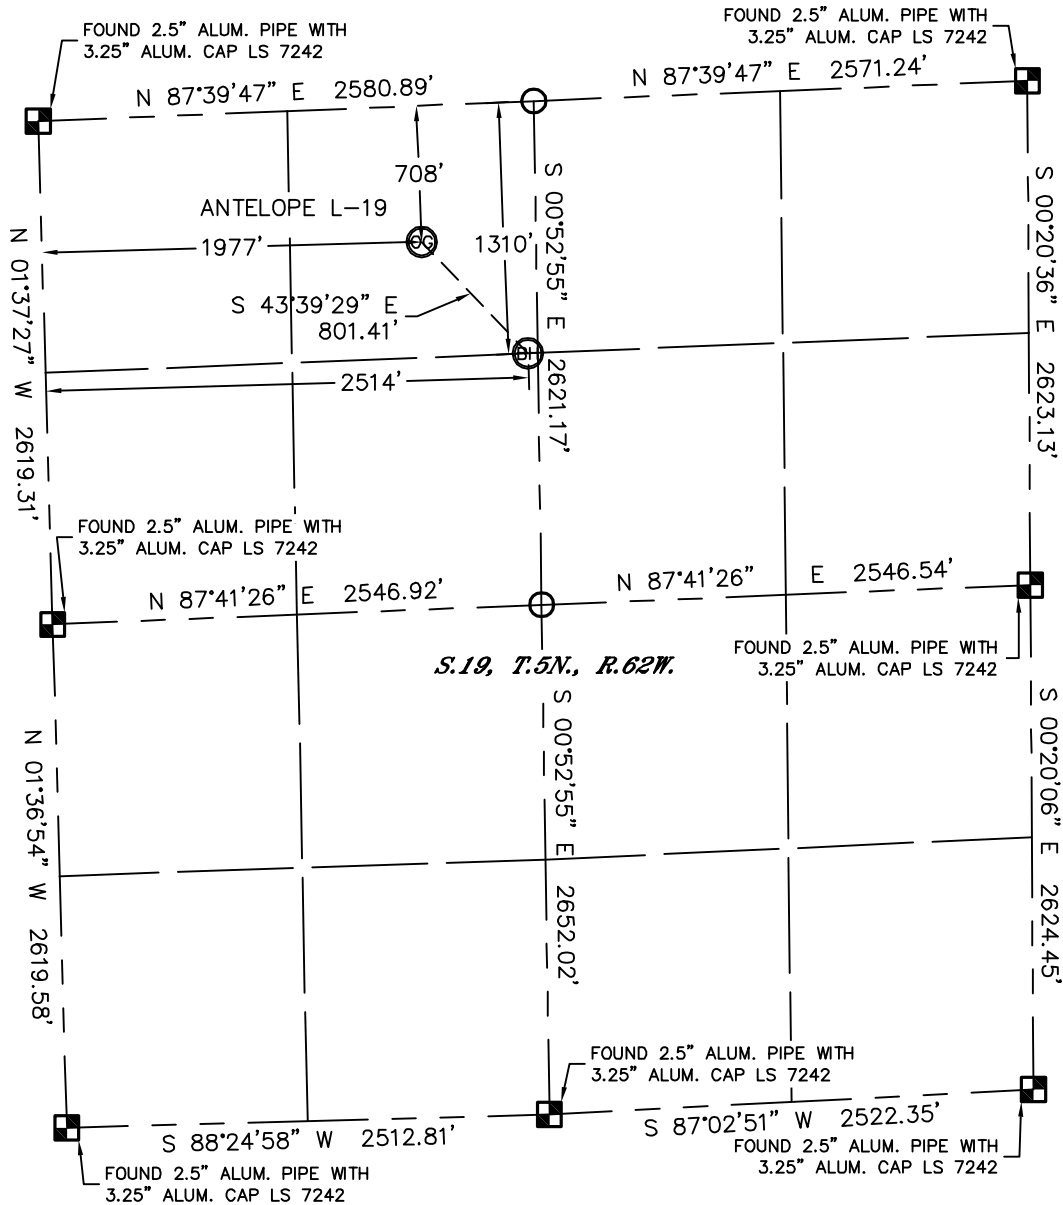 FOUND 2.5" ALUM. PIPE WITH
3.25" ALUM. CAP LS 7242
FOUND 2.5" ALUM. PIPE WITH
3.25" ALUM. CAP LS 7242
N 87°39'47" E 2580.89'
N 87°39'47" E 2571.24'
708'
ANTELOPE L-19
1977'
OG
1310'
S 43°39'29" E
801.41'
BH
2514'
N 01°37'27" W 2619.31'
S 00°52'55" E 2621.17'
S 00°20'36" E 2623.13'
FOUND 2.5" ALUM. PIPE WITH
3.25" ALUM. CAP LS 7242
N 87°41'26" E 2546.92'
N 87°41'26" E 2546.54'
FOUND 2.5" ALUM. PIPE WITH
3.25" ALUM. CAP LS 7242
S.19, T.5N., R.62W.
N 01°36'54" W 2619.58'
S 00°52'55" E 2652.02'
S 00°20'06" E 2624.45'
FOUND 2.5" ALUM. PIPE WITH
3.25" ALUM. CAP LS 7242
S 88°24'58" W 2512.81'
S 87°02'51" W 2522.35'
FOUND 2.5" ALUM. PIPE WITH
3.25" ALUM. CAP LS 7242
FOUND 2.5" ALUM. PIPE WITH
3.25" ALUM. CAP LS 7242